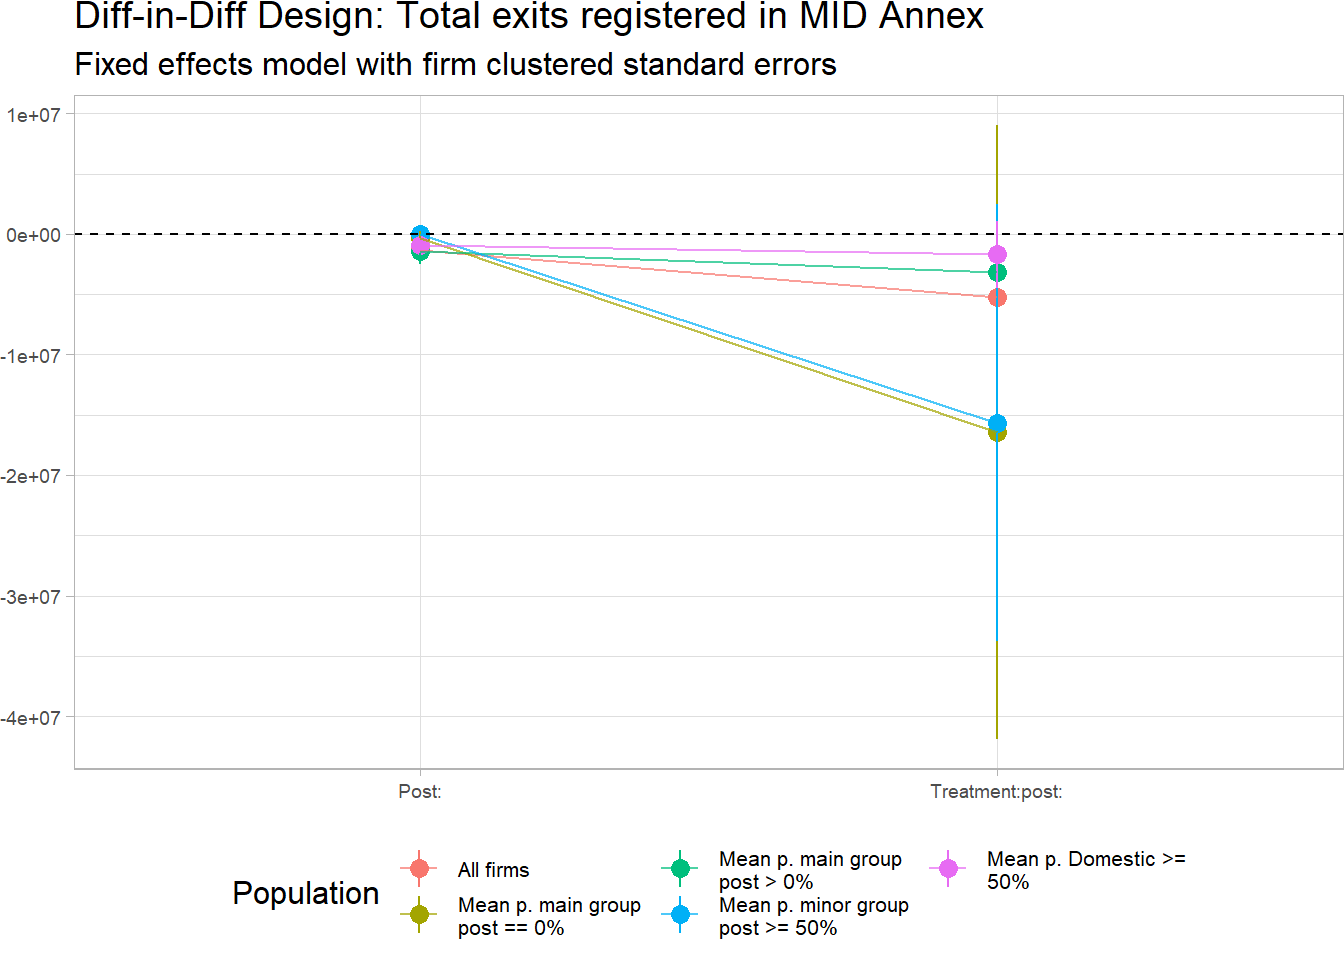 Diff-in-Diff Design: Total exits registered in MID Annex
Fixed effects model with firm clustered standard errors
1e+07
0e+00
-1e+07
-2e+07
-3e+07
-4e+07
Post:
Treatment:post:
Population
All firms
Mean p. main group
post == 0%
Mean p. main group
post > 0%
Mean p. minor group
post >= 50%
Mean p. Domestic >=
50%